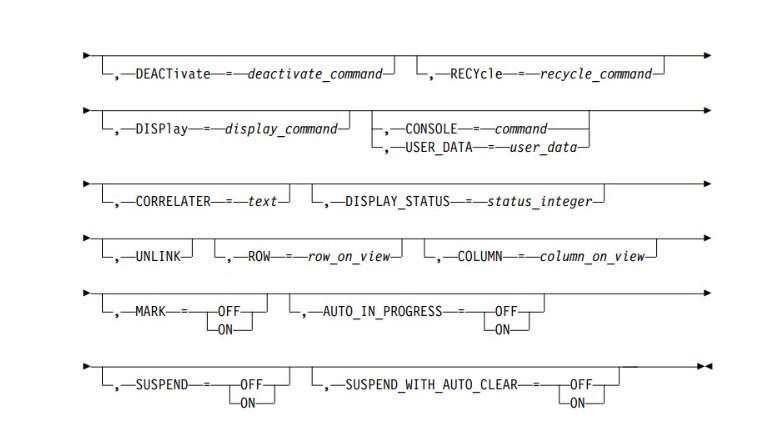 , DEACTivate = deactivate_command , RECYcle = recycle_command
, DISPlay = display_command , CONSOLE = command
, USER_DATA = user_data
, CORRELATER = text , DISPLAY_STATUS = status_integer
, UNLINK , ROW = row_on_view , COLUMN = column_on_view
, MARK = OFF , AUTO_IN_PROGRESS = OFF
ON ON
, SUSPEND = OFF , SUSPEND_WITH_AUTO_CLEAR = OFF
ON ON